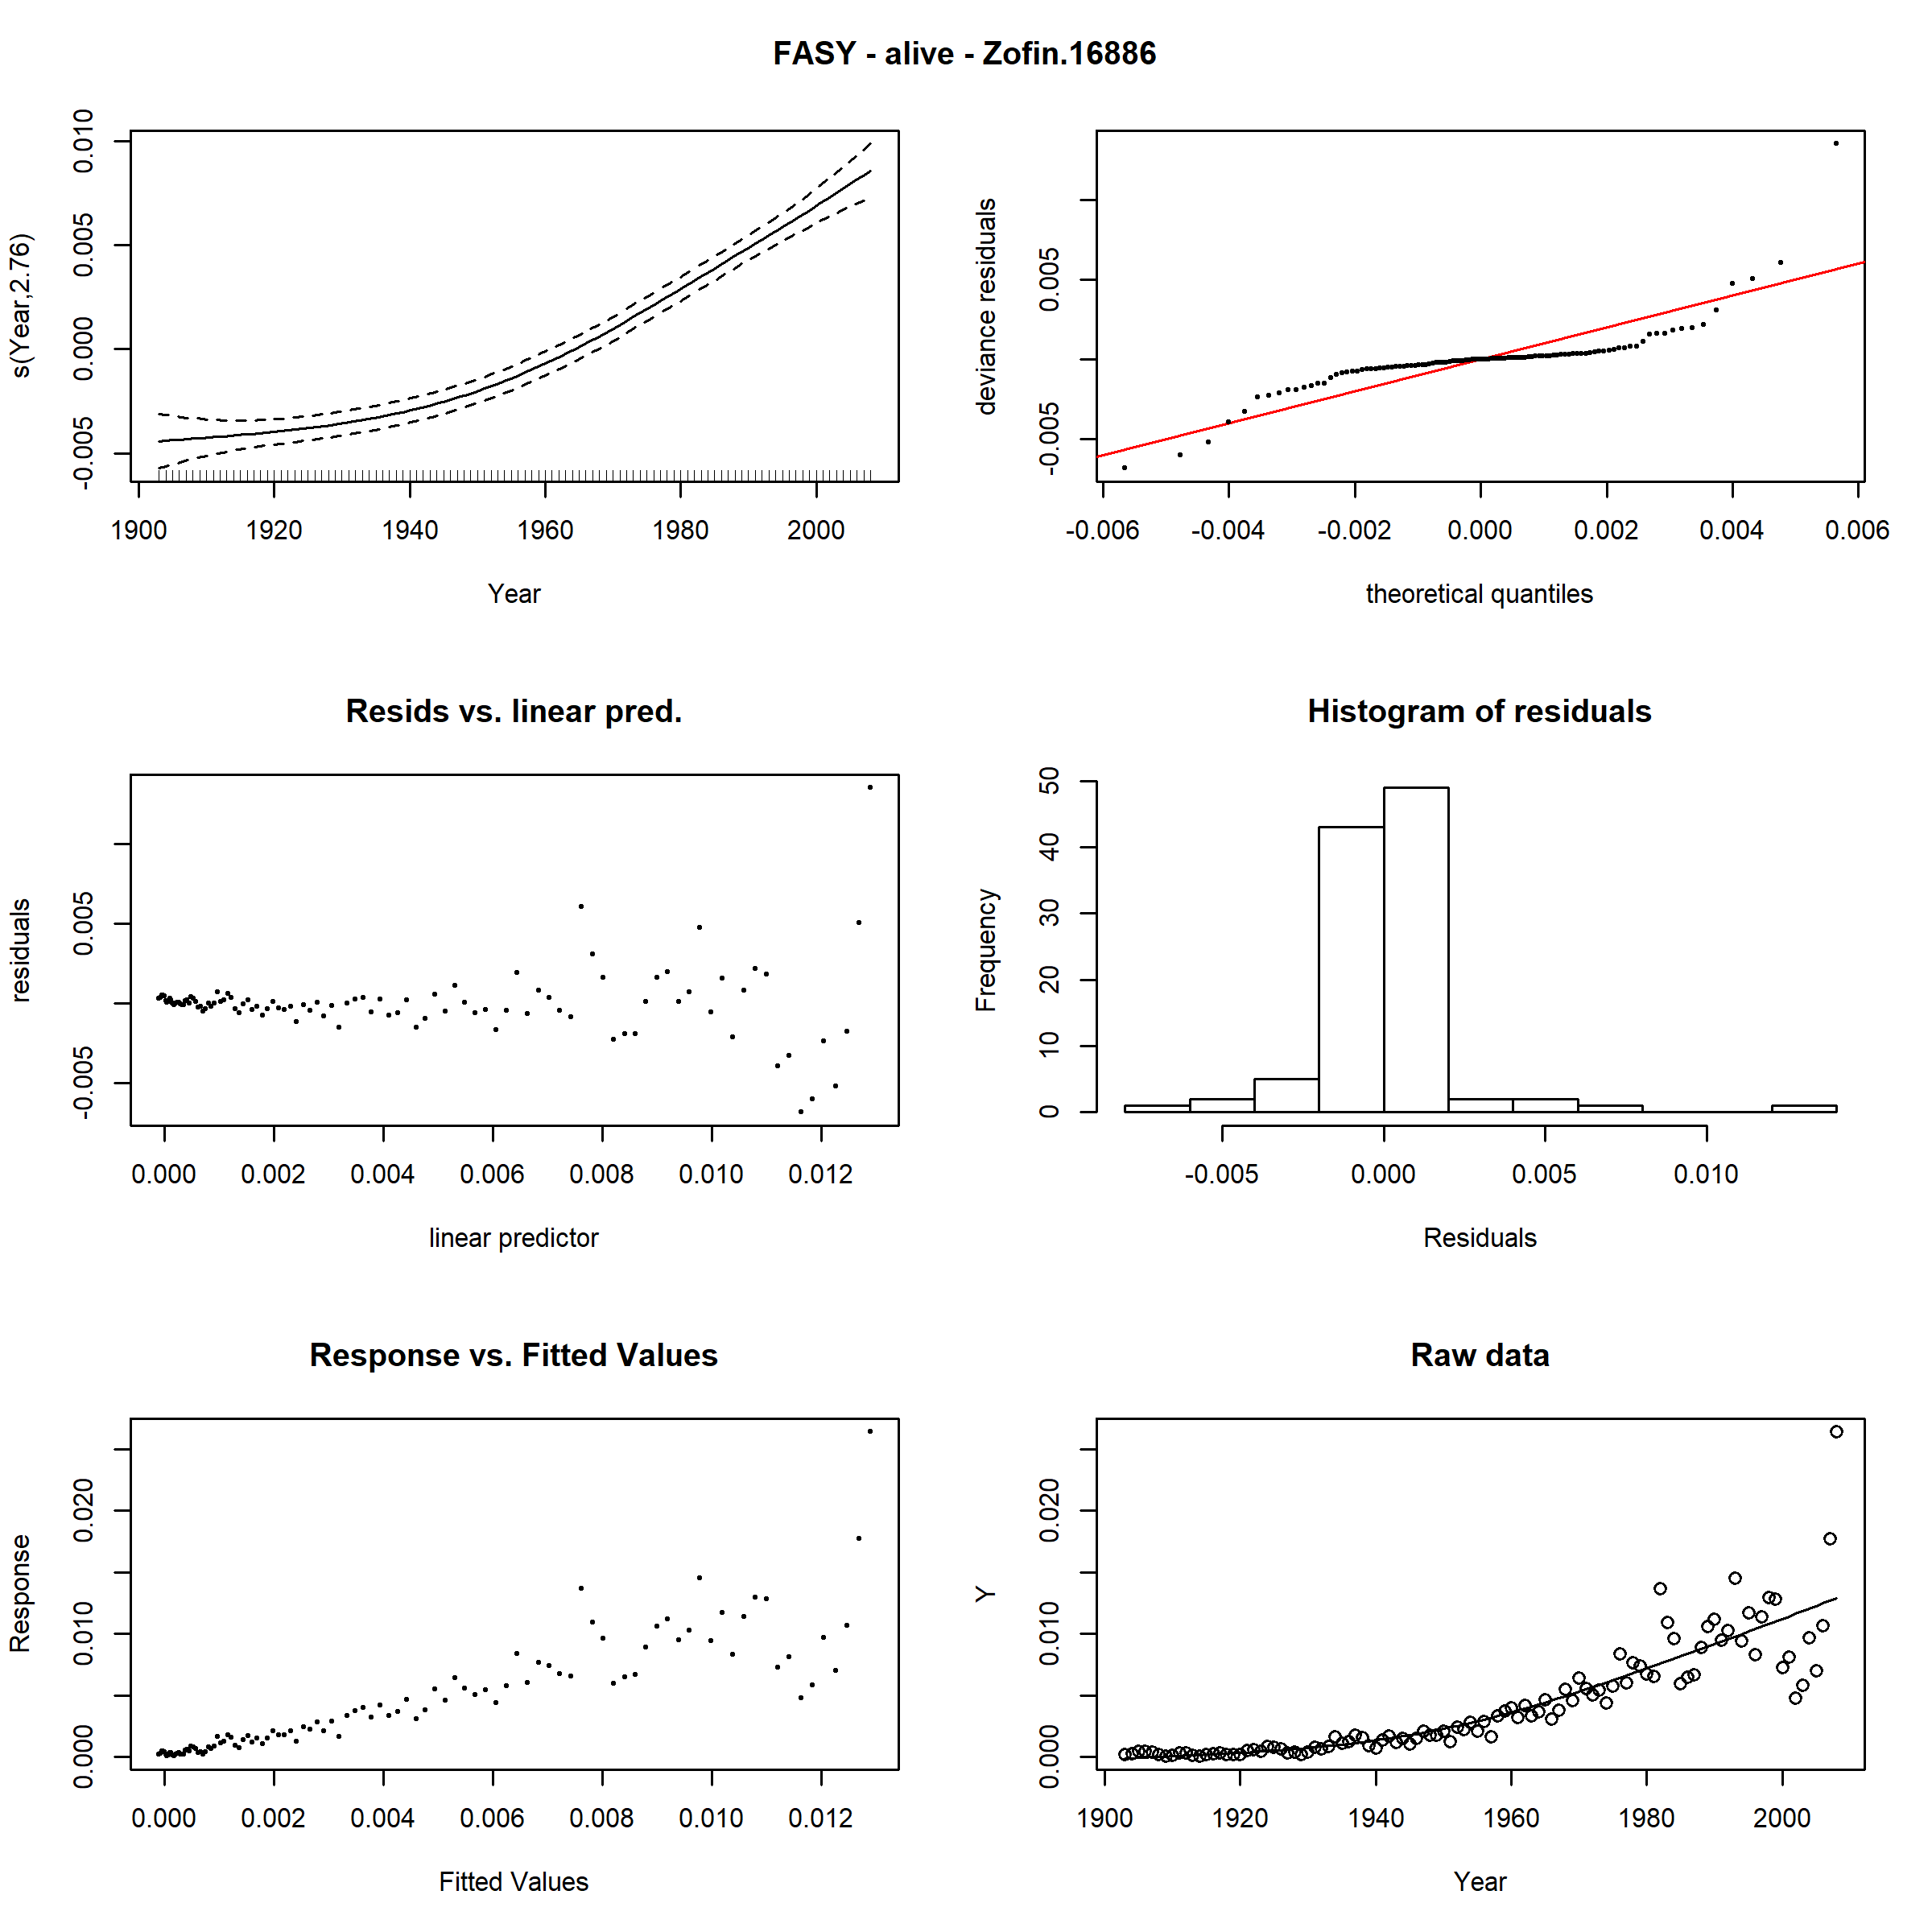 FASY - alive - Zofin.16886
s(Year,2.76)
0.010
0.005
0.000
-0.005
1900 1920 1940 1960 1980 2000
Year
deviance residuals
0.005
-0.005
-0.006 -0.004 -0.002 0.000 0.002 0.004 0.006
theoretical quantiles
Resids vs. linear pred.
residuals
0.005
-0.005
0.000 0.002 0.004 0.006 0.008 0.010 0.012
linear predictor
Histogram of residuals
Frequency
50
40
30
20
10
0
-0.005 0.000 0.005 0.010
Residuals
Response vs. Fitted Values
Response
0.020
0.010
0.000
0.000 0.002 0.004 0.006 0.008 0.010 0.012
Fitted Values
Raw data
Y
0.020
0.010
0.000
1900 1920 1940 1960 1980 2000
Year